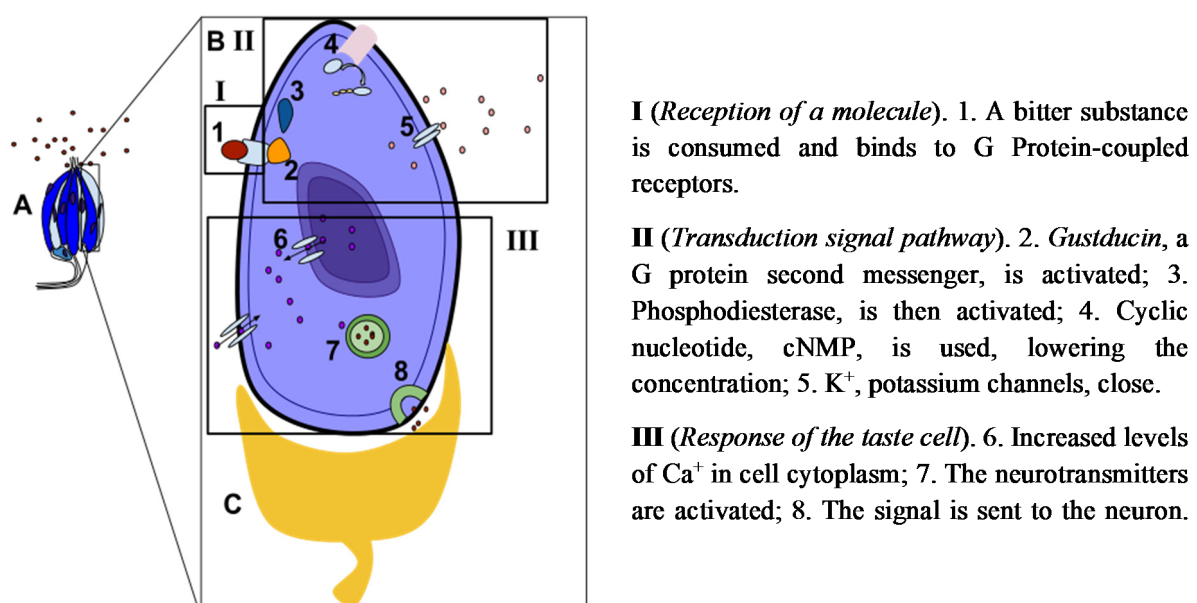 B II
4
I
3
1
5
2
A
6
III
7
8
C
I (Reception of a molecule). 1. A bitter substance
is consumed and binds to G Protein-coupled
receptors.
II (Transduction signal pathway). 2. Gustducin, a
G protein second messenger, is activated; 3.
Phosphodiesterase, is then activated; 4. Cyclic
nucleotide, cNMP, is used, lowering the
concentration; 5. K⁺, potassium channels, close.
III (Response of the taste cell). 6. Increased levels
of Ca⁺ in cell cytoplasm; 7. The neurotransmitters
are activated; 8. The signal is sent to the neuron.